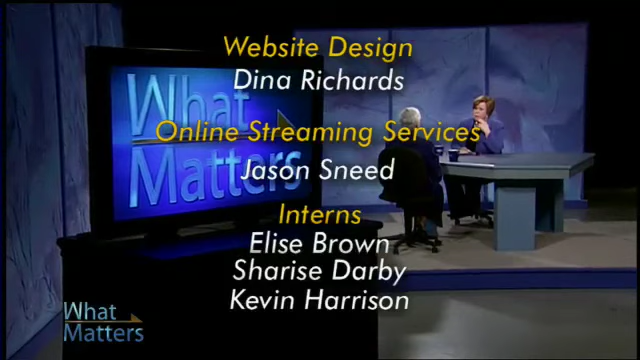 Website Design
Dina Richards
Online Streaming Services
Jason Sneed
Interns
Elise Brown
Sharise Darby
Kevin Harrison
What
Matters
What
Matters